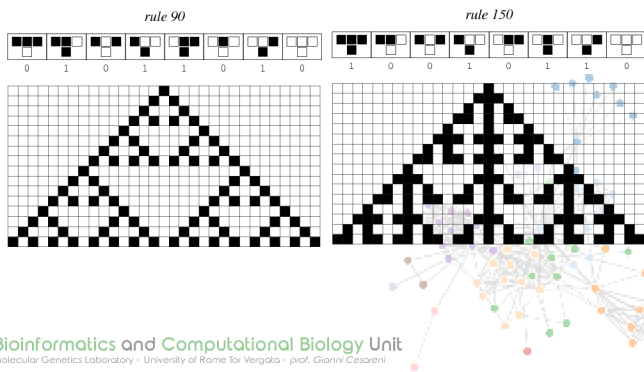 rule 90
rule 150
0 1 0 1 1 0 1 0
1 0 0 1 0 1 1 0
Bioinformatics and Computational Biology Unit
Molecular Genetics Laboratory - University of Rome Tor Vergata - prof. Gianni Cesareni